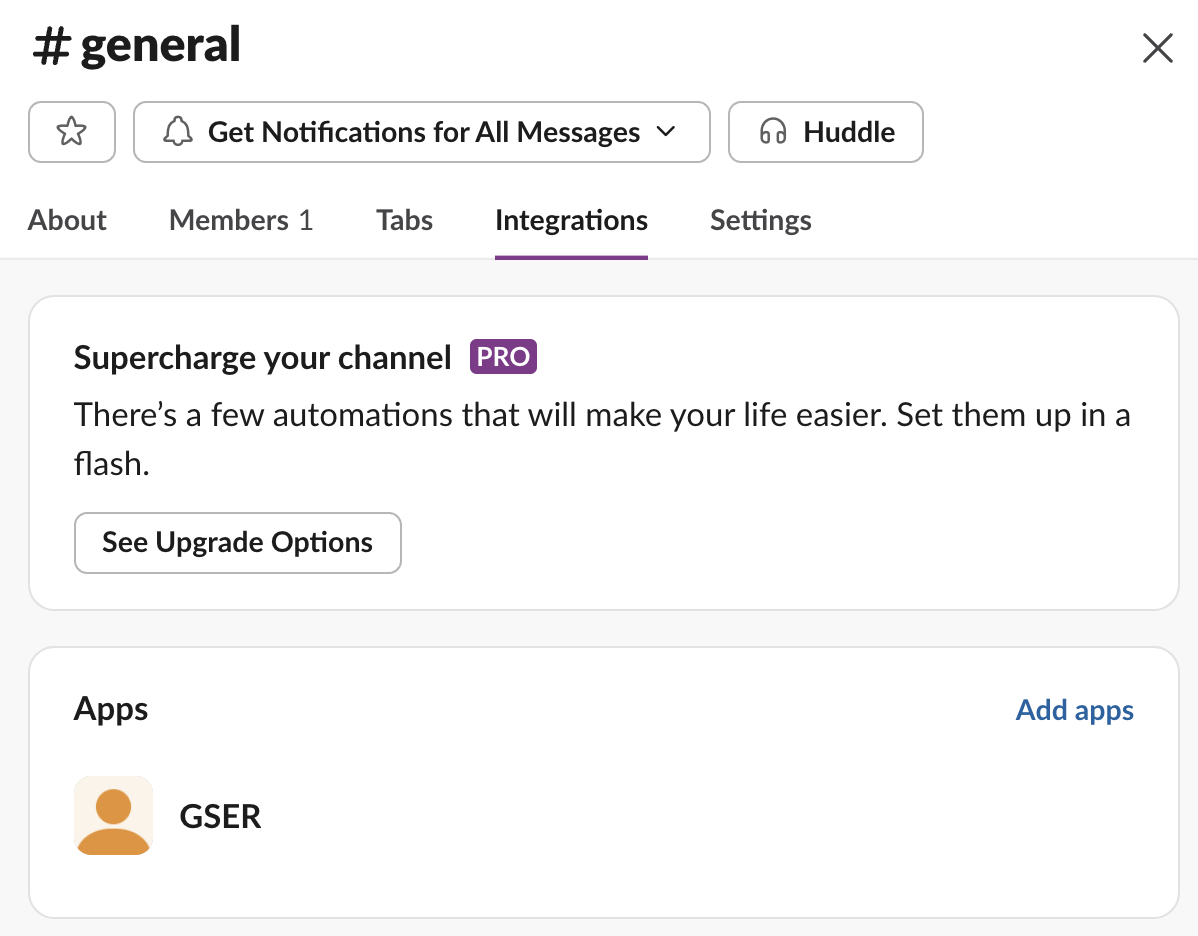 # general
Get Notifications for All Messages
Huddle
About Members 1 Tabs Integrations Settings
Supercharge your channel PRO
There’s a few automations that will make your life easier. Set them up in a
flash.
See Upgrade Options
Apps
Add apps
GSER